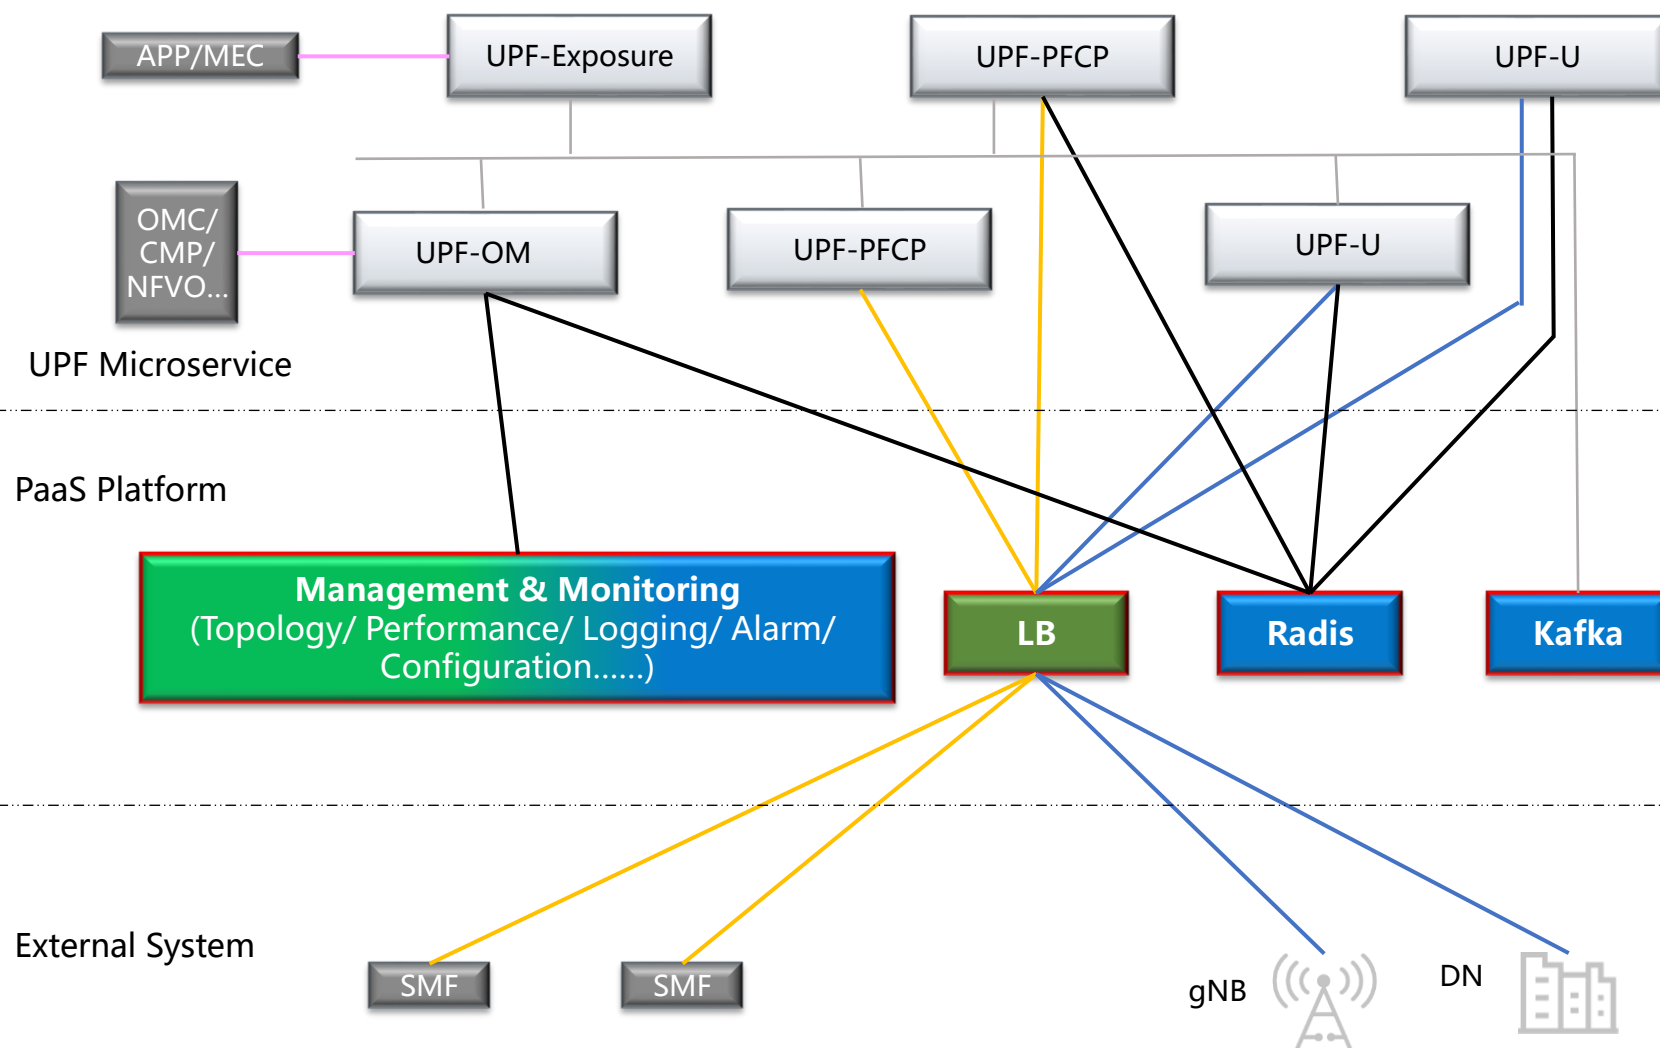 APP/MEC
UPF-Exposure
UPF-PFCP
UPF-U
OMC/
CMP/
NFVO...
UPF-OM
UPF-PFCP
UPF-U
UPF Microservice
PaaS Platform
Management & Monitoring
(Topology/ Performance/ Logging/ Alarm/
Configuration......)
LB
Radis
Kafka
External System
SMF
SMF
gNB
DN